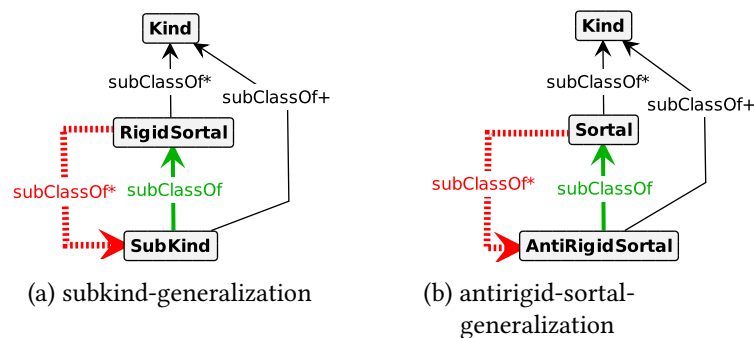 Kind
subClassOf*
subClassOf+
RigidSortal
subClassOf*
subClassOf
SubKind
(a) subkind-generalization
Kind
subClassOf*
subClassOf+
Sortal
subClassOf*
subClassOf
AntiRigidSortal
(b) antirigid-sortal-
generalization